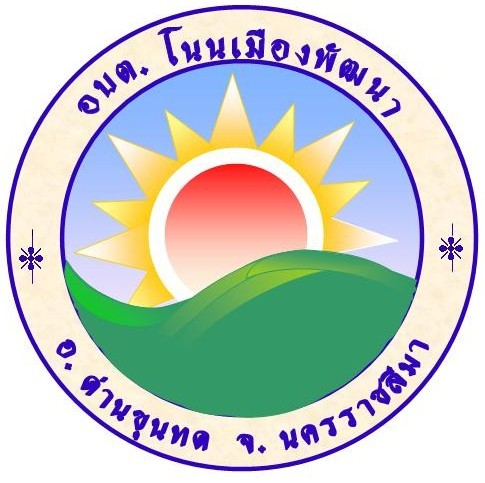 อบต. โนนเมืองพัฒนา
อ. ด่านขุนทด จ. นครราชสีมา